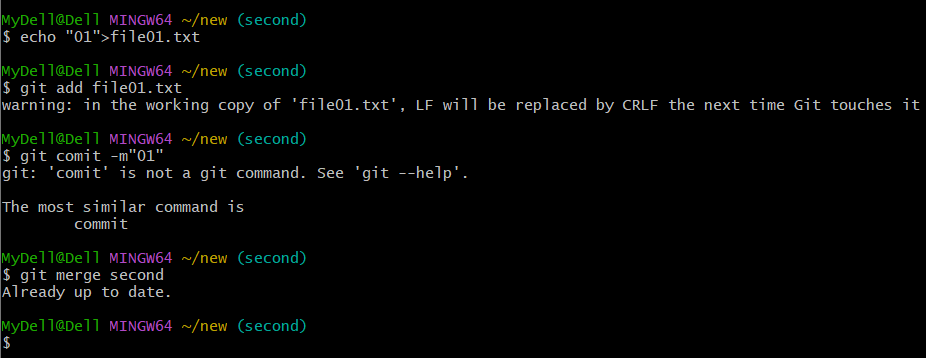 MyDell@Dell MINGW64 ~/new (second)
$ echo "01">file01.txt
MyDell@Dell MINGW64 ~/new (second)
$ git add file01.txt
warning: in the working copy of 'file01.txt', LF will be replaced by CRLF the next time Git touches it
MyDell@Dell MINGW64 ~/new (second)
$ git comit -m"01"
git: 'comit' is not a git command. See 'git --help'.
The most similar command is
commit
MyDell@Dell MINGW64 ~/new (second)
$ git merge second
Already up to date.
MyDell@Dell MINGW64 ~/new (second)
$